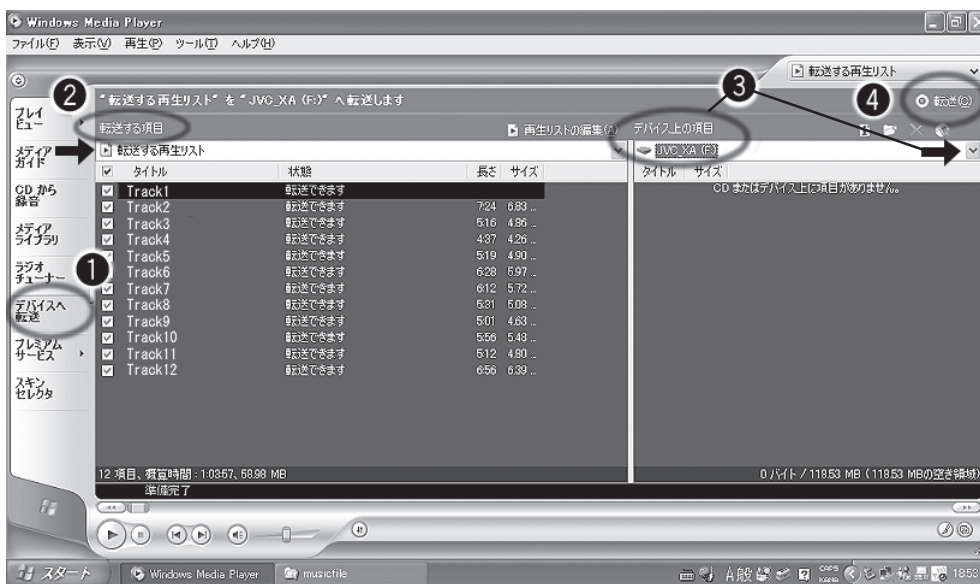 Windows Media Player
ファイル(F) 表示(V) 再生(P) ツール(T) ヘルプ(H)
転送する再生リスト
❷ ❸ ❹
"転送する再生リスト" を "JVC_XA (F:)" へ転送します
転送(C)
プレイビュー
転送する項目
再生リストの編集(A)
デバイス上の項目
メディアガイド
転送する再生リスト
JVC_XA (F:)
タイトル 状態 長さ サイズ
タイトル サイズ
CD またはデバイス上に項目がありません。
CD から録音
Track1 転送できます
Track2 転送できます 7:24 6.83 ..
Track3 転送できます 5:16 4.86 ..
メディアライブラリ
Track4 転送できます 4:37 4.26 ..
Track5 転送できます 5:19 4.90 ..
ラジオチューナー
❶
Track6 転送できます 6:28 5.97 ..
Track7 転送できます 6:12 5.72 ..
デバイスへ転送
Track8 転送できます 5:31 5.08 ..
Track9 転送できます 5:01 4.63 ..
Track10 転送できます 5:56 5.48 ..
プレミアムサービス
Track11 転送できます 5:12 4.80 ..
Track12 転送できます 6:56 6.39 ..
スキンセレクタ
12 項目、概算時間 : 1:03:57, 58.98 MB
0 バイト / 118.53 MB (118.53 MBの空き領域)
準備完了
スタート
Windows Media Player
musicfile
A 般
CAPS
KANA
18:53